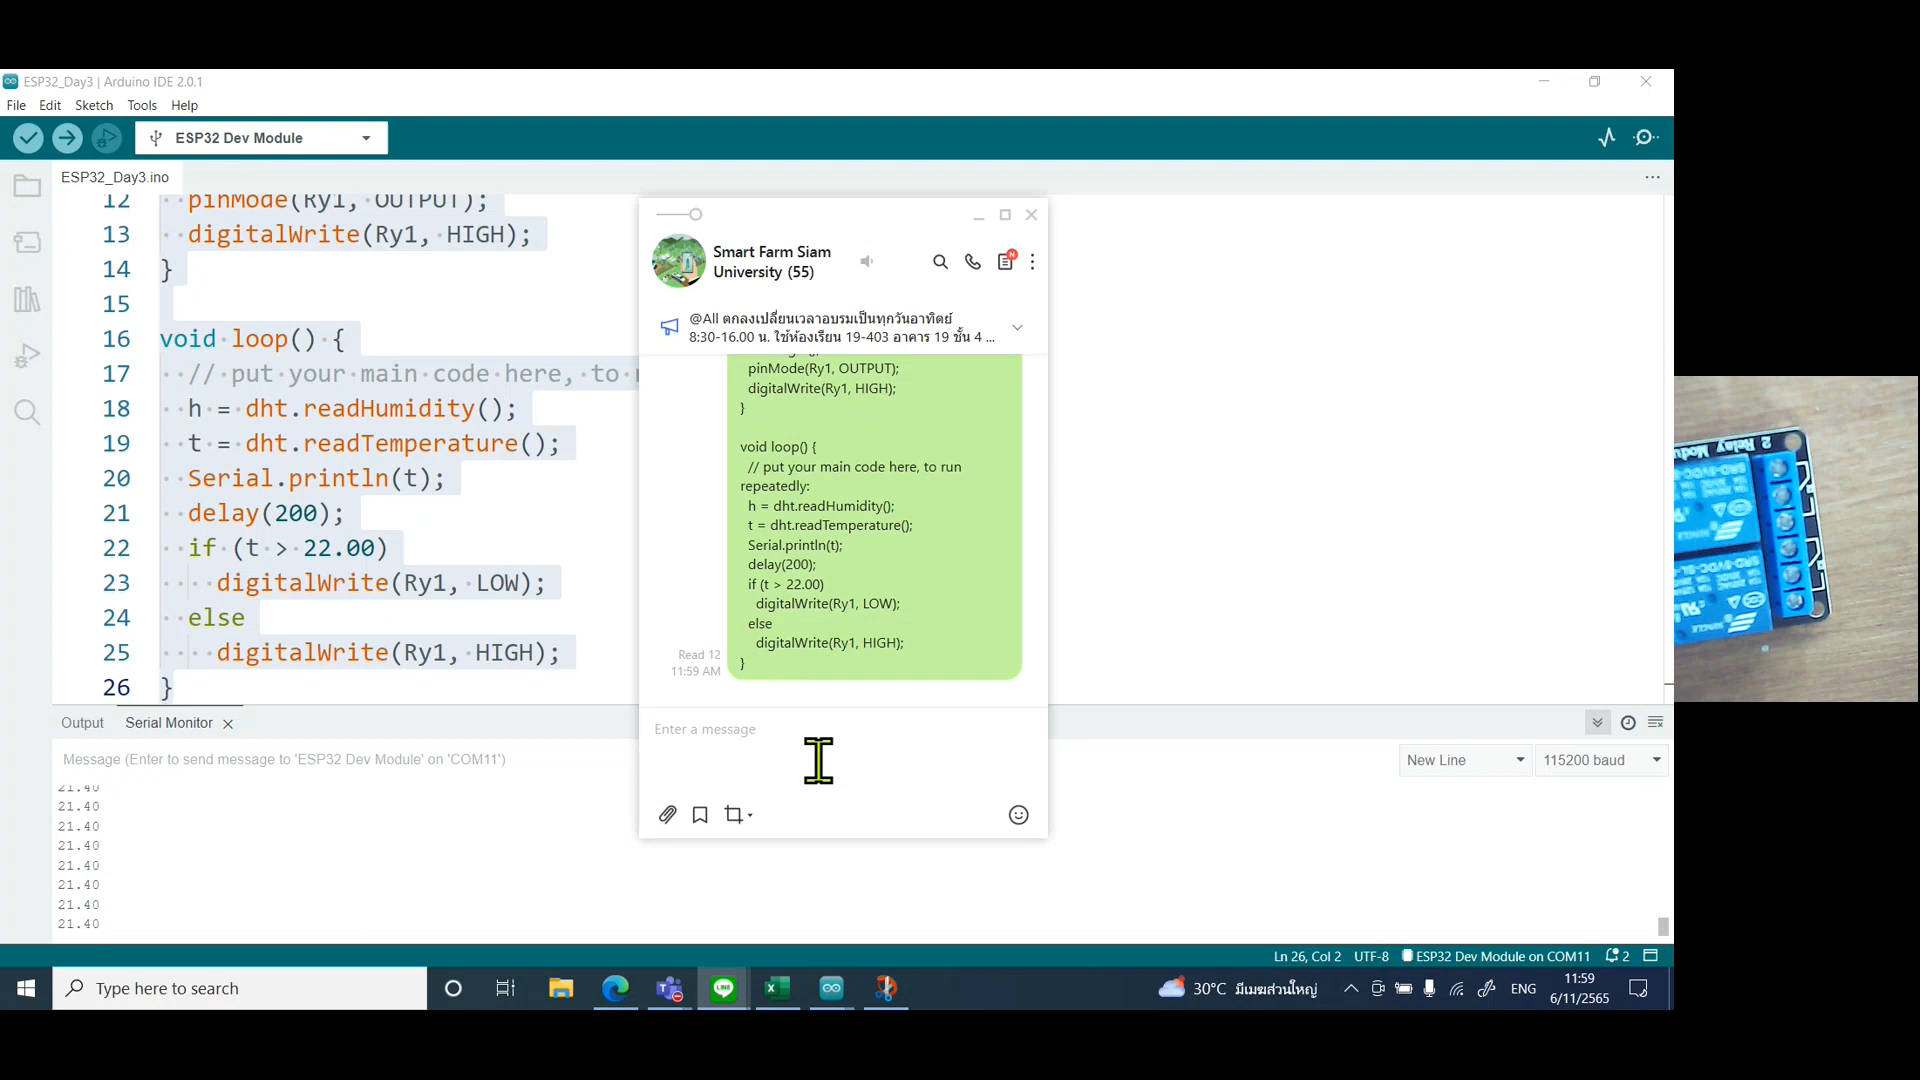 ESP32_Day3 | Arduino IDE 2.0.1
File Edit Sketch Tools Help
ESP32 Dev Module
ESP32_Day3.ino
12 pinMode(Ry1, OUTPUT);
13 digitalWrite(Ry1, HIGH);
14 }
15
16 void loop() {
17 // put your main code here, to
18 h = dht.readHumidity();
19 t = dht.readTemperature();
20 Serial.println(t);
21 delay(200);
22 if (t > 22.00)
23 digitalWrite(Ry1, LOW);
24 else
25 digitalWrite(Ry1, HIGH);
26 }
Smart Farm Siam
University (55)
N
@All ตกลงเปลี่ยนเวลาอบรมเป็นทุกวันอาทิตย์
8:30-16.00 น. ใช้ห้องเรียน 19-403 อาคาร 19 ชั้น 4 ...
pinMode(Ry1, OUTPUT);
digitalWrite(Ry1, HIGH);
}
void loop() {
// put your main code here, to run
repeatedly:
h = dht.readHumidity();
t = dht.readTemperature();
Serial.println(t);
delay(200);
if (t > 22.00)
digitalWrite(Ry1, LOW);
else
digitalWrite(Ry1, HIGH);
}
Read 12
11:59 AM
Enter a message
Output Serial Monitor
Message (Enter to send message to 'ESP32 Dev Module' on 'COM11')
New Line 115200 baud
21.40
21.40
21.40
21.40
21.40
21.40
21.40
21.40
Ln 26, Col 2 UTF-8 ESP32 Dev Module on COM11 2
Type here to search
LINE
30°C มีเมฆส่วนใหญ่
ENG
11:59
6/11/2565
2 Relay Modu
SRD-5VDC-SL-